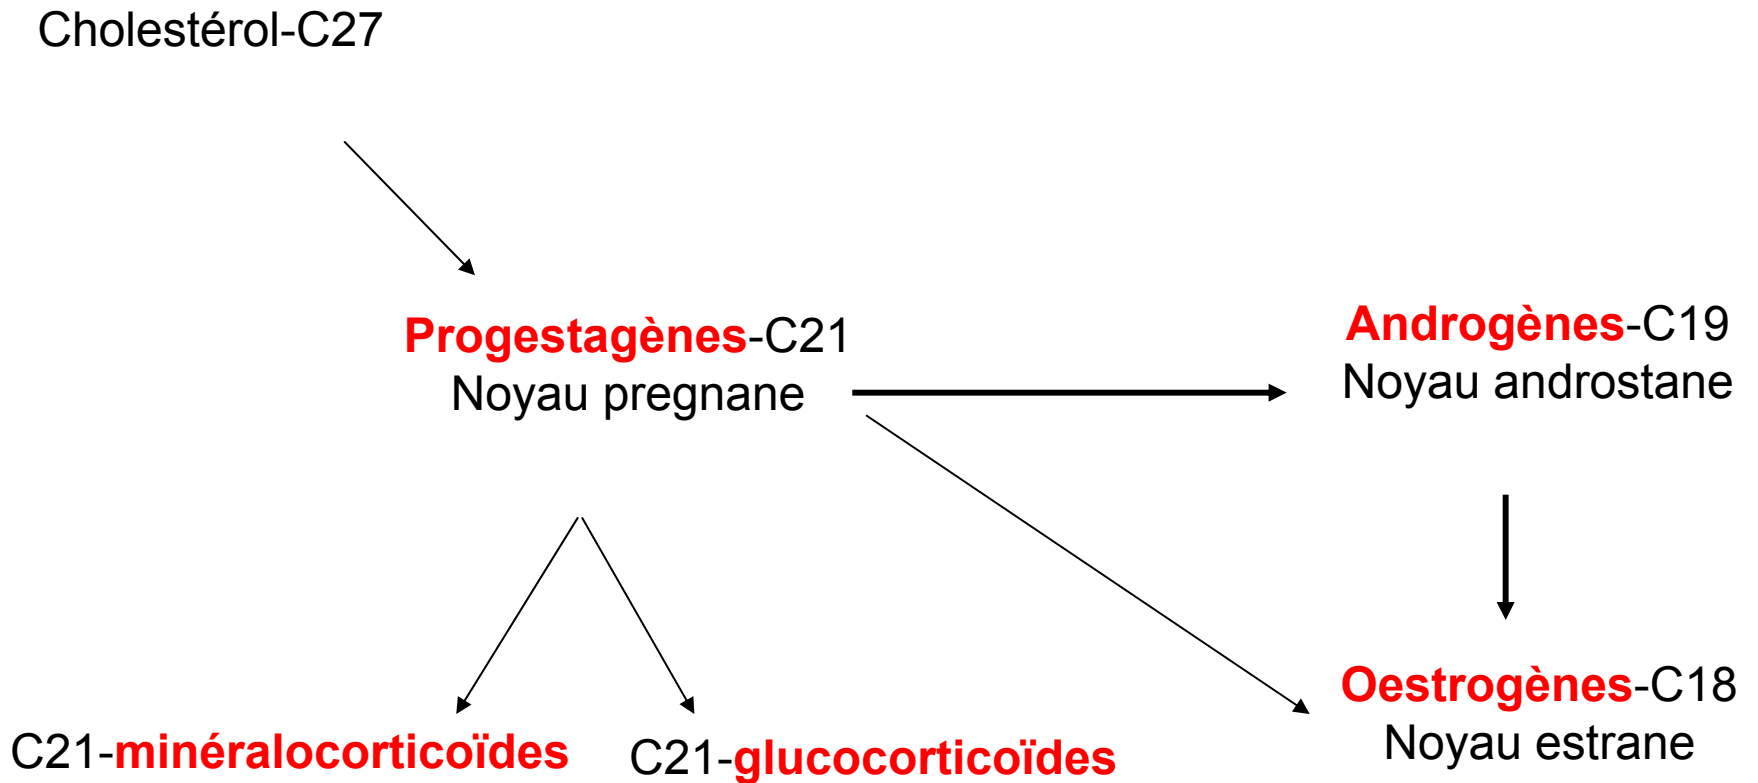 Cholestérol-C27
Progestagènes-C21
Noyau pregnane
Androgènes-C19
Noyau androstane
Oestrogènes-C18
Noyau estrane
C21-minéralocorticoïdes
C21-glucocorticoïdes